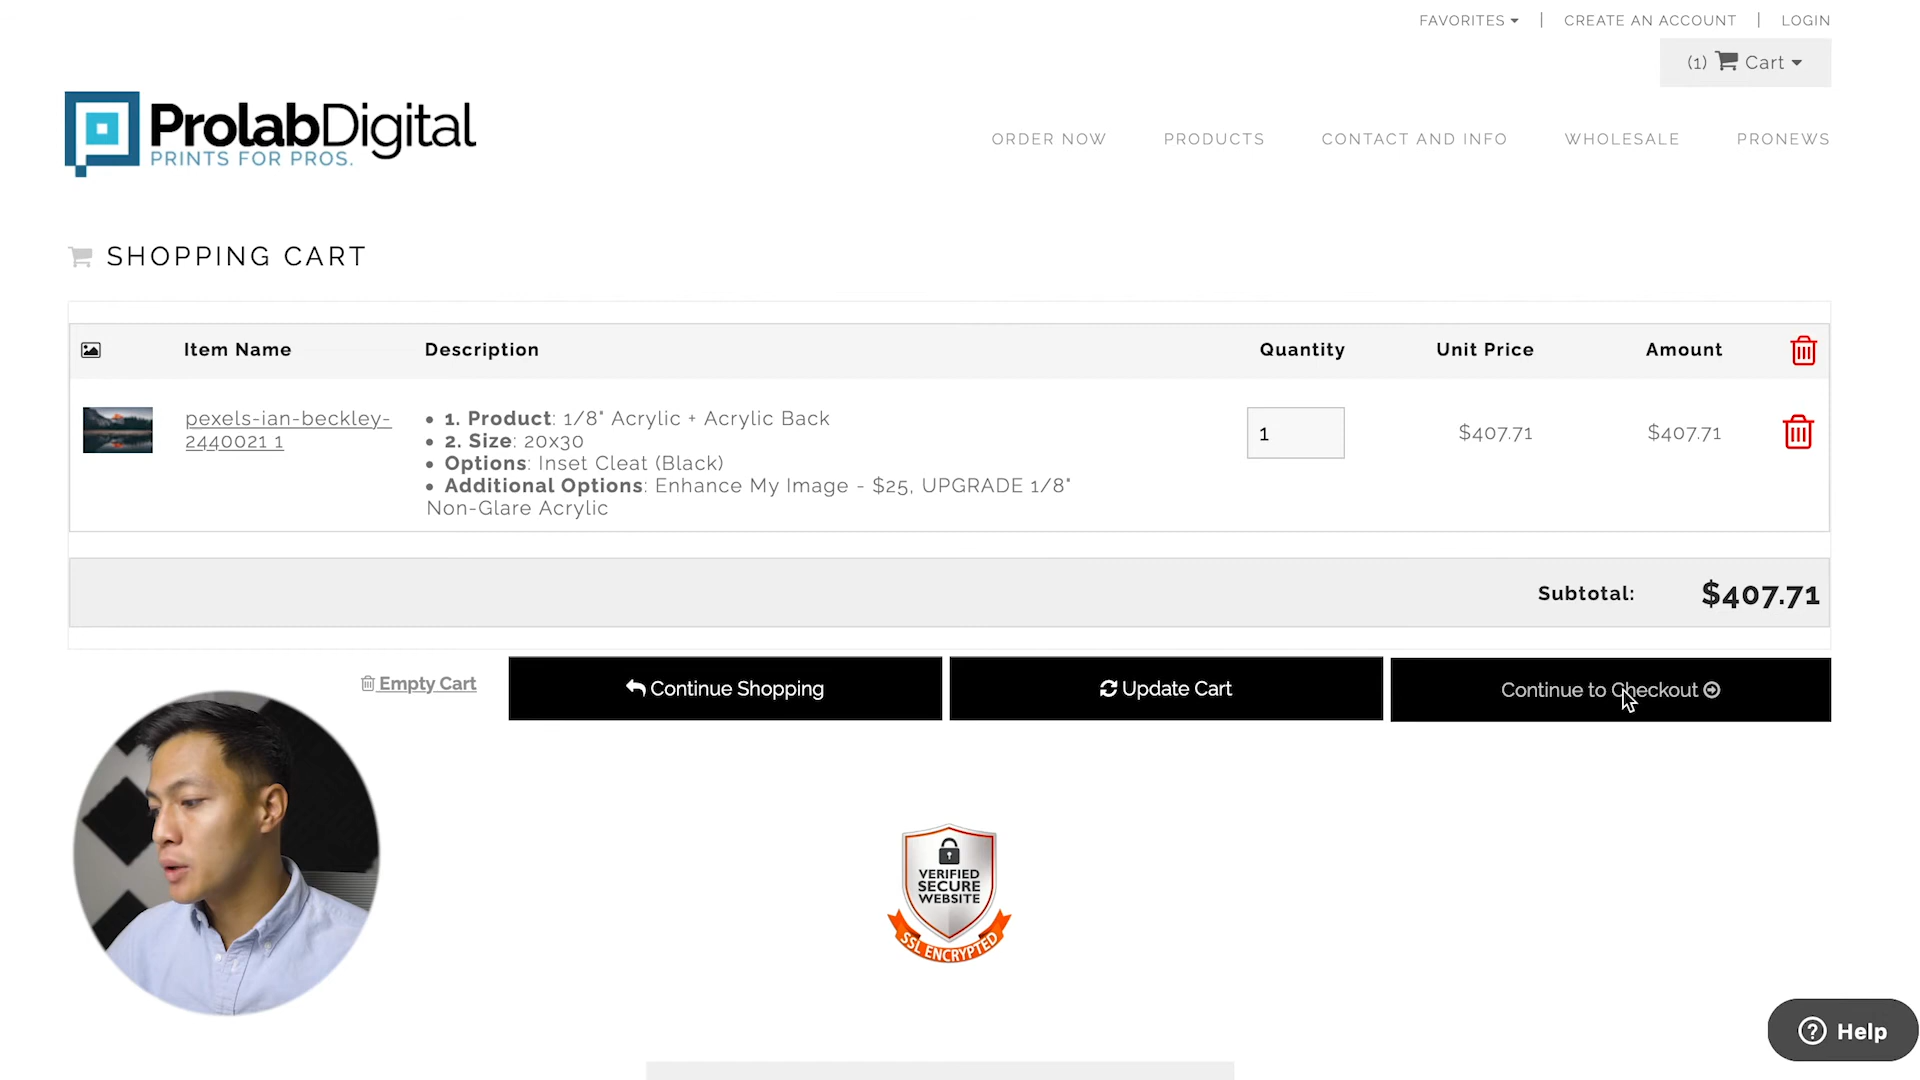 FAVORITES
CREATE AN ACCOUNT
LOGIN
(1) Cart
ProlabDigital
PRINTS FOR PROS.
ORDER NOW
PRODUCTS
CONTACT AND INFO
WHOLESALE
PRONEWS
SHOPPING CART
Item Name
Description
Quantity
Unit Price
Amount
pexels-ian-beckley-
2440021 1
• 1. Product: 1/8" Acrylic + Acrylic Back
• 2. Size: 20x30
• Options: Inset Cleat (Black)
• Additional Options: Enhance My Image - $25, UPGRADE 1/8"
Non-Glare Acrylic
1
$407.71
$407.71
Subtotal:
$407.71
Empty Cart
Continue Shopping
Update Cart
Continue to Checkout
VERIFIED
SECURE
WEBSITE
SSL ENCRYPTED
Help